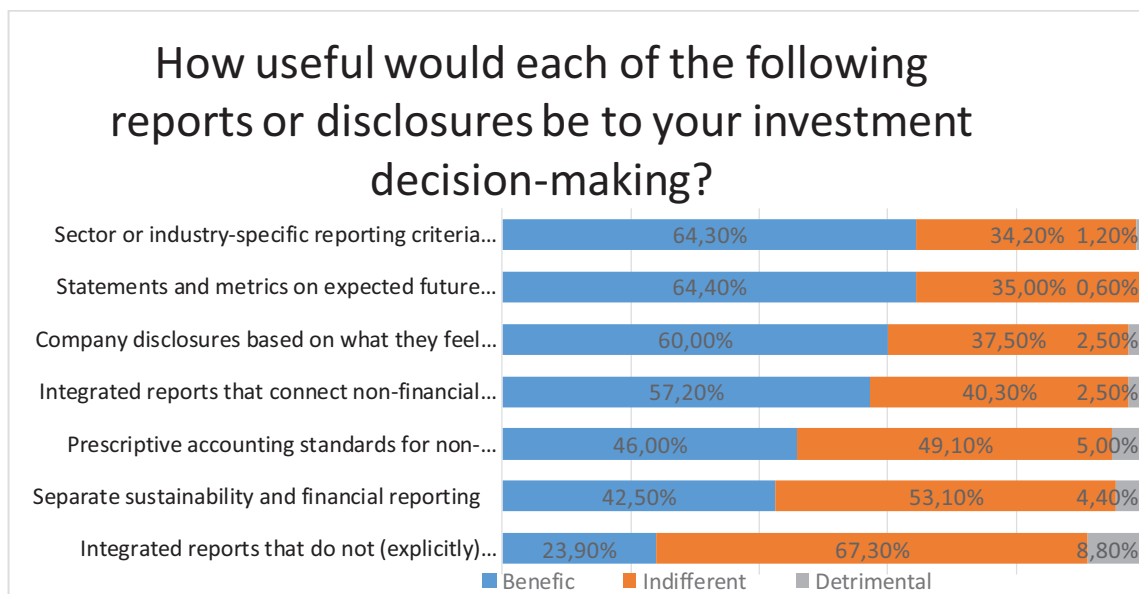 How useful would each of the following
reports or disclosures be to your investment
decision-making?
Sector or industry-specific reporting criteria... 64,30% 34,20% 1,20%
Statements and metrics on expected future... 64,40% 35,00% 0,60%
Company disclosures based on what they feel... 60,00% 37,50% 2,50%
Integrated reports that connect non-financial... 57,20% 40,30% 2,50%
Prescriptive accounting standards for non-... 46,00% 49,10% 5,00%
Separate sustainability and financial reporting 42,50% 53,10% 4,40%
Integrated reports that do not (explicitly)... 23,90% 67,30% 8,80%
Benefic Indifferent Detrimental